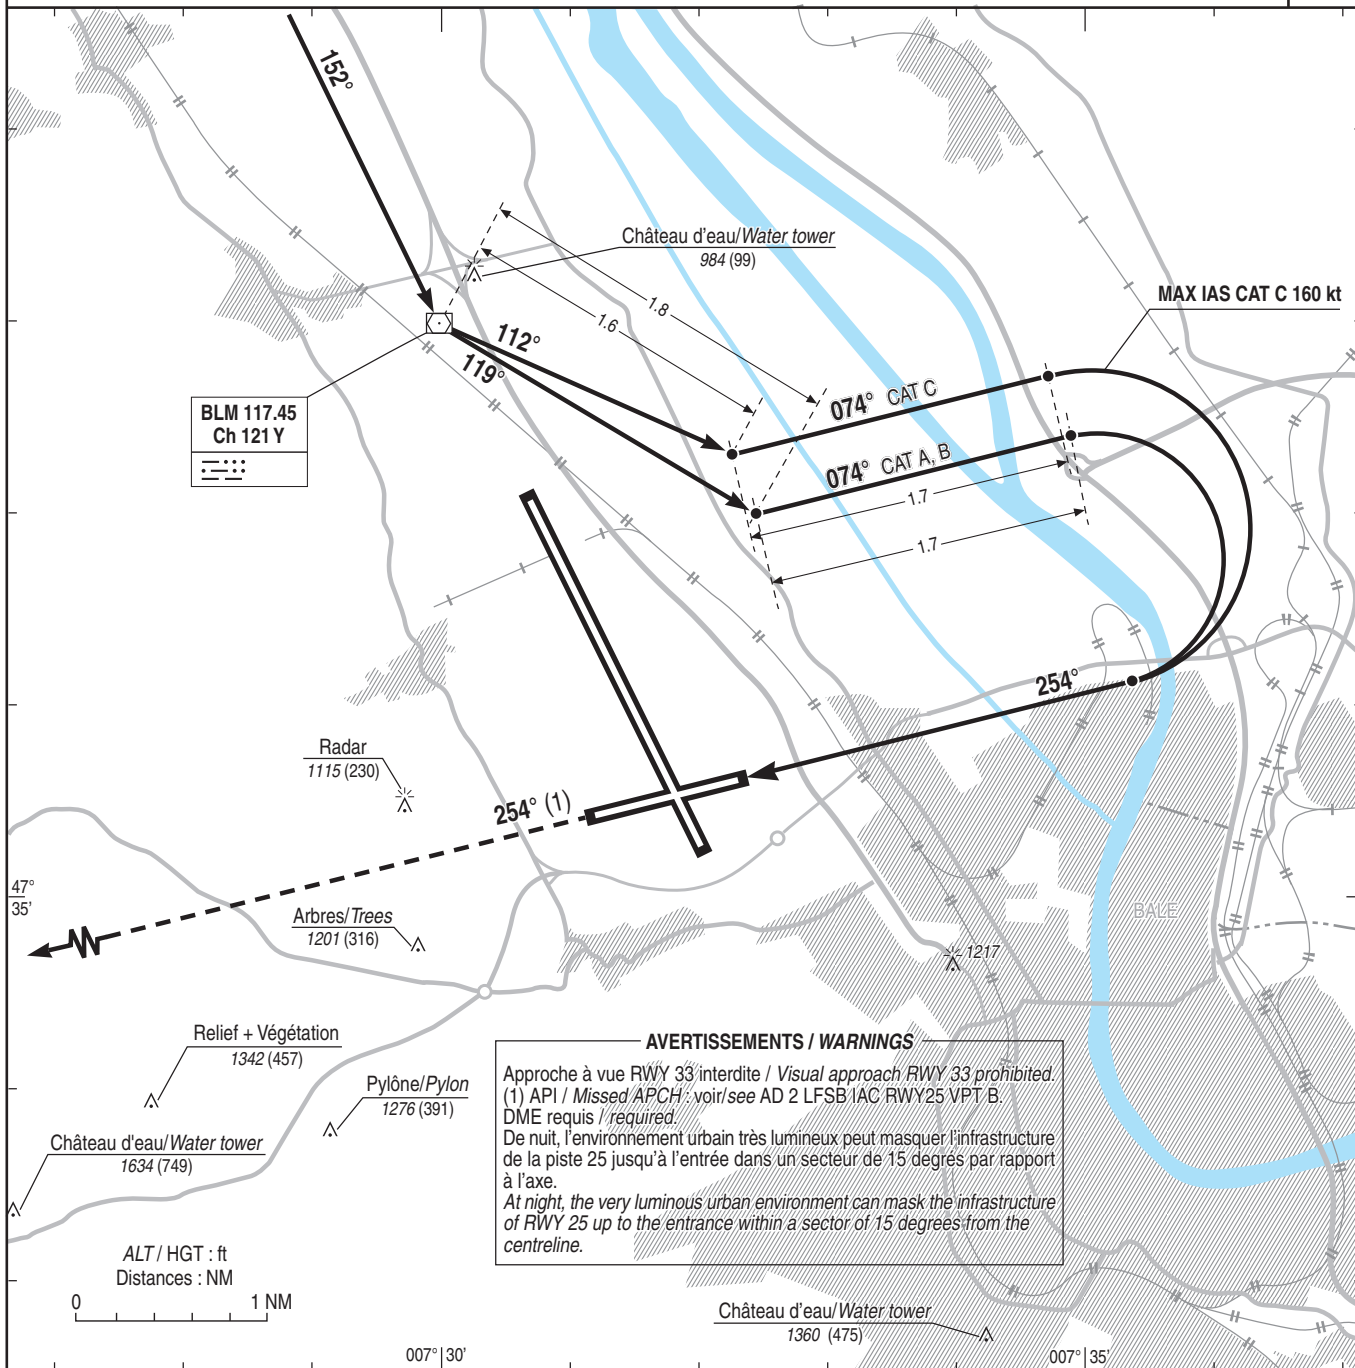 152°
Château d'eau/Water tower
984 (99)
MAX IAS CAT C 160 kt
1.8
1.6
112°
119°
074° CAT C
BLM 117.45
Ch 121 Y
074° CAT A, B
1.7
1.7
254°
Radar
1115 (230)
254° (1)
47°
35'
Arbres/Trees
1201 (316)
BALE
1217
Relief + Végétation
1342 (457)
Pylône/Pylon
1276 (391)
Château d'eau/Water tower
1634 (749)
AVERTISSEMENTS / WARNINGS
Approche à vue RWY 33 interdite / Visual approach RWY 33 prohibited.
(1) API / Missed APCH : voir/see AD 2 LFSB IAC RWY25 VPT B.
DME requis / required.
De nuit, l'environnement urbain très lumineux peut masquer l'infrastructure
de la piste 25 jusqu'à l'entrée dans un secteur de 15 degrés par rapport
à l'axe.
At night, the very luminous urban environment can mask the infrastructure
of RWY 25 up to the entrance within a sector of 15 degrees from the
centreline.
ALT / HGT : ft
Distances : NM
0 1 NM
Château d'eau/Water tower
1360 (475)
007° 30'
007° 35'